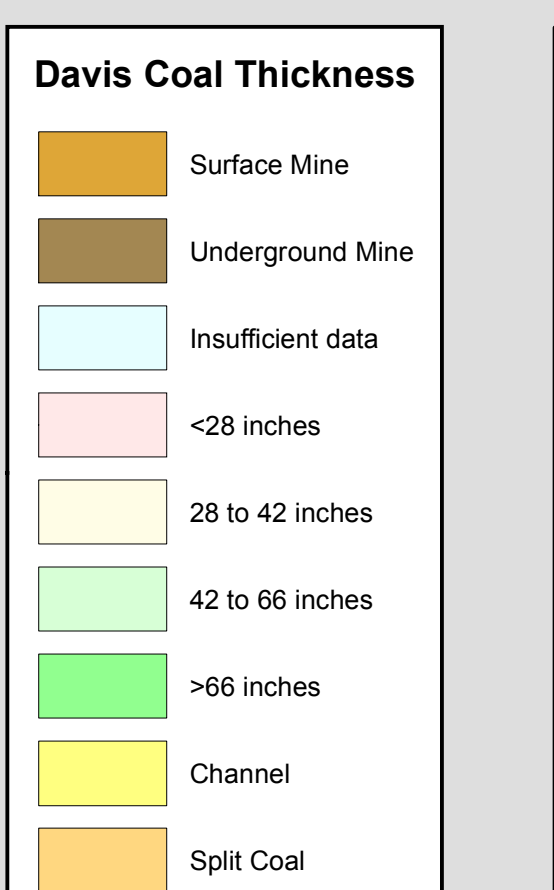 Davis Coal Thickness
Surface Mine
Underground Mine
Insufficient data
<28 inches
28 to 42 inches
42 to 66 inches
>66 inches
Channel
Split Coal